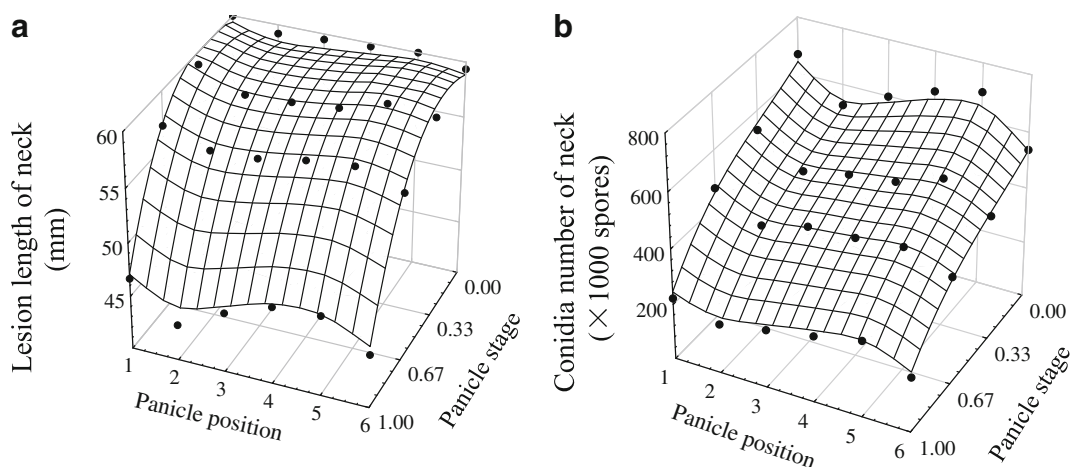 a
Lesion length of neck
(mm)
60
55
50
45
1
2
3
4
5
6
Panicle position
1.00
0.67
0.33
0.00
Panicle stage
b
Conidia number of neck
(× 1000 spores)
800
600
400
200
1
2
3
4
5
6
Panicle position
1.00
0.67
0.33
0.00
Panicle stage